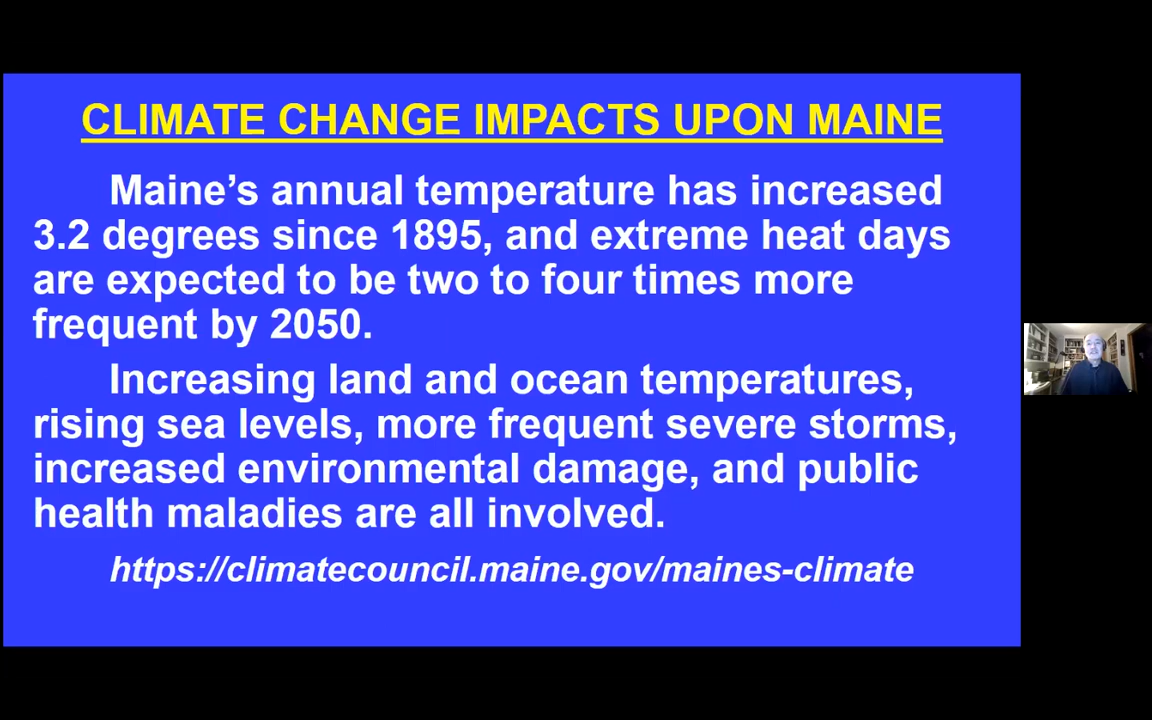 CLIMATE CHANGE IMPACTS UPON MAINE
Maine’s annual temperature has increased
3.2 degrees since 1895, and extreme heat days
are expected to be two to four times more
frequent by 2050.
Increasing land and ocean temperatures,
rising sea levels, more frequent severe storms,
increased environmental damage, and public
health maladies are all involved.
https://climatecouncil.maine.gov/maines-climate